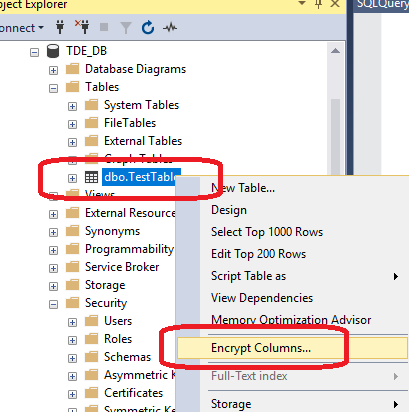 Object Explorer
SQLQuery
Connect
TDE_DB
Database Diagrams
Tables
System Tables
FileTables
External Tables
Graph Tables
dbo.TestTable
Views
External Resource
Synonyms
Programmability
Service Broker
Storage
Security
Users
Roles
Schemas
Asymmetric K
Certificates
Symmetric Ke
New Table...
Design
Select Top 1000 Rows
Edit Top 200 Rows
Script Table as
View Dependencies
Memory Optimization Advisor
Encrypt Columns...
Full-Text index
Storage